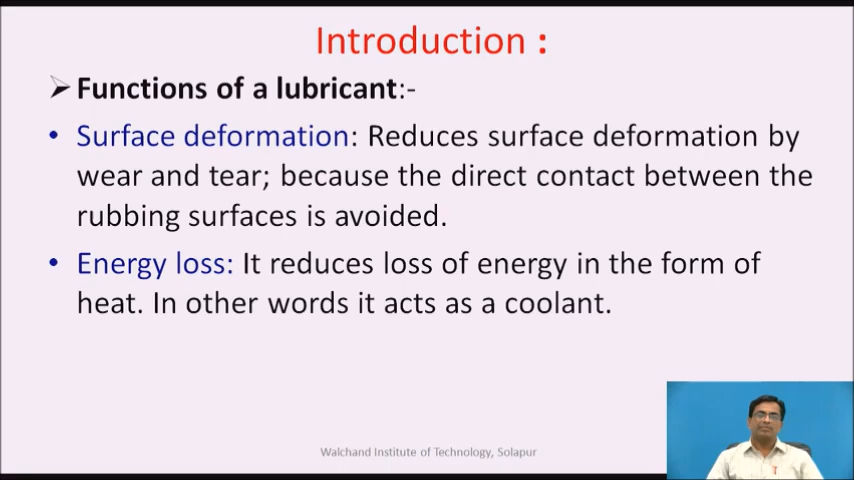 Introduction :
➢ Functions of a lubricant:-
• Surface deformation: Reduces surface deformation by
wear and tear; because the direct contact between the
rubbing surfaces is avoided.
• Energy loss: It reduces loss of energy in the form of
heat. In other words it acts as a coolant.
Walchand Institute of Technology, Solapur